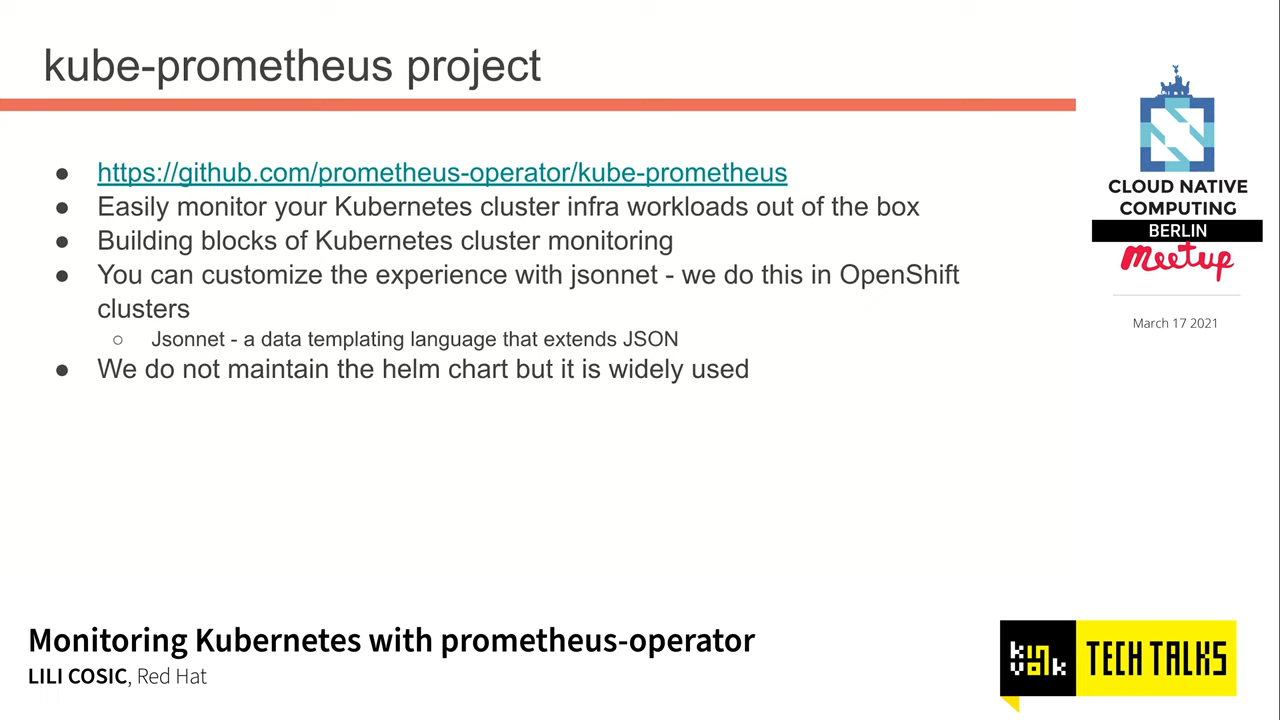 kube-prometheus project
● https://github.com/prometheus-operator/kube-prometheus
● Easily monitor your Kubernetes cluster infra workloads out of the box
● Building blocks of Kubernetes cluster monitoring
● You can customize the experience with jsonnet - we do this in OpenShift
clusters
○ Jsonnet - a data templating language that extends JSON
● We do not maintain the helm chart but it is widely used
CLOUD NATIVE
COMPUTING
BERLIN
Meetup
March 17 2021
Monitoring Kubernetes with prometheus-operator
LILI COSIC, Red Hat
kinvolk
TECH TALKS